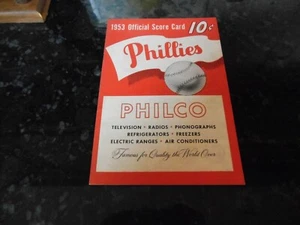 1953 Official Score Card 10¢
Phillies
PHILCO
TELEVISION • RADIOS • PHONOGRAPHS
REFRIGERATORS • FREEZERS
ELECTRIC RANGES • AIR CONDITIONERS
Famous for Quality the World Over